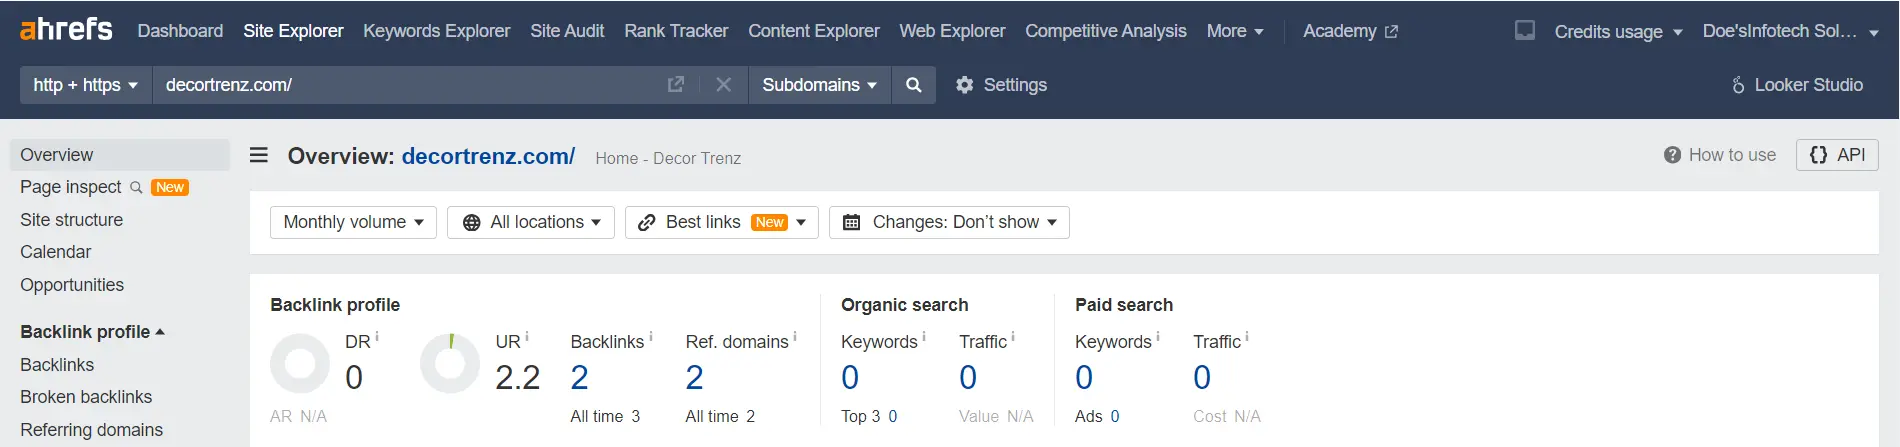 ahrefs Dashboard Site Explorer Keywords Explorer Site Audit Rank Tracker Content Explorer Web Explorer Competitive Analysis More Academy Credits usage Doe'sInfotech Sol...
http + https decortrenz.com/ Subdomains Settings Looker Studio
Overview
Page inspect New
Site structure
Calendar
Opportunities
Backlink profile
Backlinks
Broken backlinks
Referring domains
Overview: decortrenz.com/ Home - Decor Trenz How to use {} API
Monthly volume All locations Best links New Changes: Don't show
Backlink profile
DR i UR i Backlinks i Ref. domains i
0 2.2 2 2
AR N/A All time 3 All time 2
Organic search
Keywords i Traffic i
0 0
Top 3 0 Value N/A
Paid search
Keywords i Traffic i
0 0
Ads 0 Cost N/A